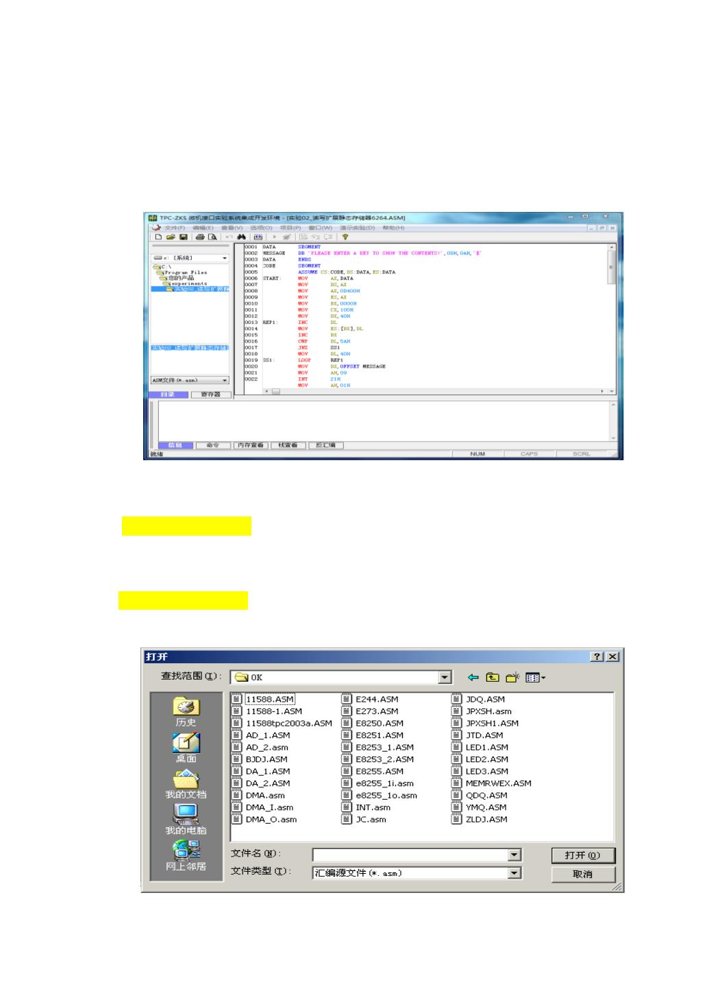 TPC-ZKS 微机接口实验系统集成开发环境 - [实验02_读写扩展静态存储器6264.ASM]
文件(F) 编辑(E) 查看(V) 选项(O) 项目(P) 窗口(W) 演示实验(D) 帮助(H)
c: [系统]
C:\
Program Files
您的产品
experiments
实验02_读写扩展静
实验02_读写扩展静态存储
ASM文件(*.asm)
目录 寄存器
0001 DATA SEGMENT
0002 MESSAGE DB 'PLEASE ENTER A KEY TO SHOW THE CONTENTS!',0DH,0AH,'$'
0003 DATA ENDS
0004 CODE SEGMENT
0005 ASSUME CS:CODE,DS:DATA,ES:DATA
0006 START: MOV AX,DATA
0007 MOV DS,AX
0008 MOV AX,0D400H
0009 MOV ES,AX
0010 MOV BX,0000H
0011 MOV CX,100H
0012 MOV DX,40H
0013 REP1: INC DL
0014 MOV ES:[BX],DL
0015 INC BX
0016 CMP DL,5AH
0017 JNZ SS1
0018 MOV DL,40H
0019 SS1: LOOP REP1
0020 MOV DX,OFFSET MESSAGE
0021 MOV AH,09
0022 INT 21H
MOV AH,01H
信息 命令 内存查看 栈查看 反汇编
就绪 NUM CAPS SCRL
打开
查找范围(I): OK
历史
桌面
我的文档
我的电脑
网上邻居
11588.ASM
11588-1.ASM
11588tpc2003a.ASM
AD_1.ASM
AD_2.asm
BJDJ.ASM
DA_1.ASM
DA_2.ASM
DMA.asm
DMA_I.asm
DMA_O.asm
E244.ASM
E273.ASM
E8250.ASM
E8251.ASM
E8253_1.ASM
E8253_2.ASM
E8255.ASM
e8255_1i.asm
e8255_1o.asm
INT.asm
JC.asm
JDQ.ASM
JPXSH.asm
JPXSH1.ASM
JTD.ASM
LED1.ASM
LED2.ASM
LED3.ASM
MEMRWEX.ASM
QDQ.ASM
YMQ.ASM
ZLDJ.ASM
文件名(N): 打开(O)
文件类型(T): 汇编源文件(*.asm) 取消